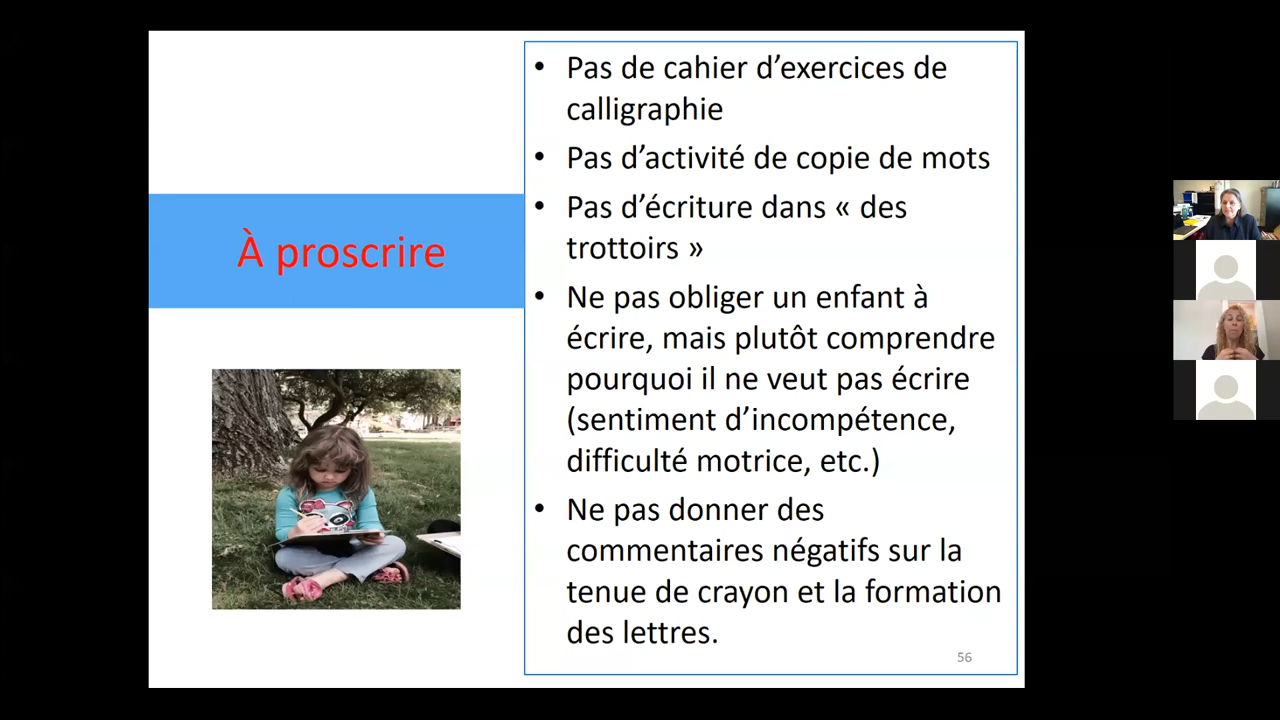 À proscrire
• Pas de cahier d’exercices de
calligraphie
• Pas d’activité de copie de mots
• Pas d’écriture dans « des
trottoirs »
• Ne pas obliger un enfant à
écrire, mais plutôt comprendre
pourquoi il ne veut pas écrire
(sentiment d’incompétence,
difficulté motrice, etc.)
• Ne pas donner des
commentaires négatifs sur la
tenue de crayon et la formation
des lettres.
56